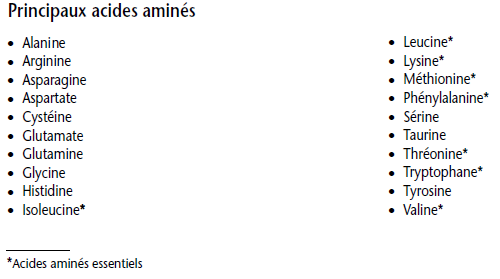 Principaux acides aminés
• Alanine
• Arginine
• Asparagine
• Aspartate
• Cystéine
• Glutamate
• Glutamine
• Glycine
• Histidine
• Isoleucine*
• Leucine*
• Lysine*
• Méthionine*
• Phénylalanine*
• Sérine
• Taurine
• Thréonine*
• Tryptophane*
• Tyrosine
• Valine*
*Acides aminés essentiels